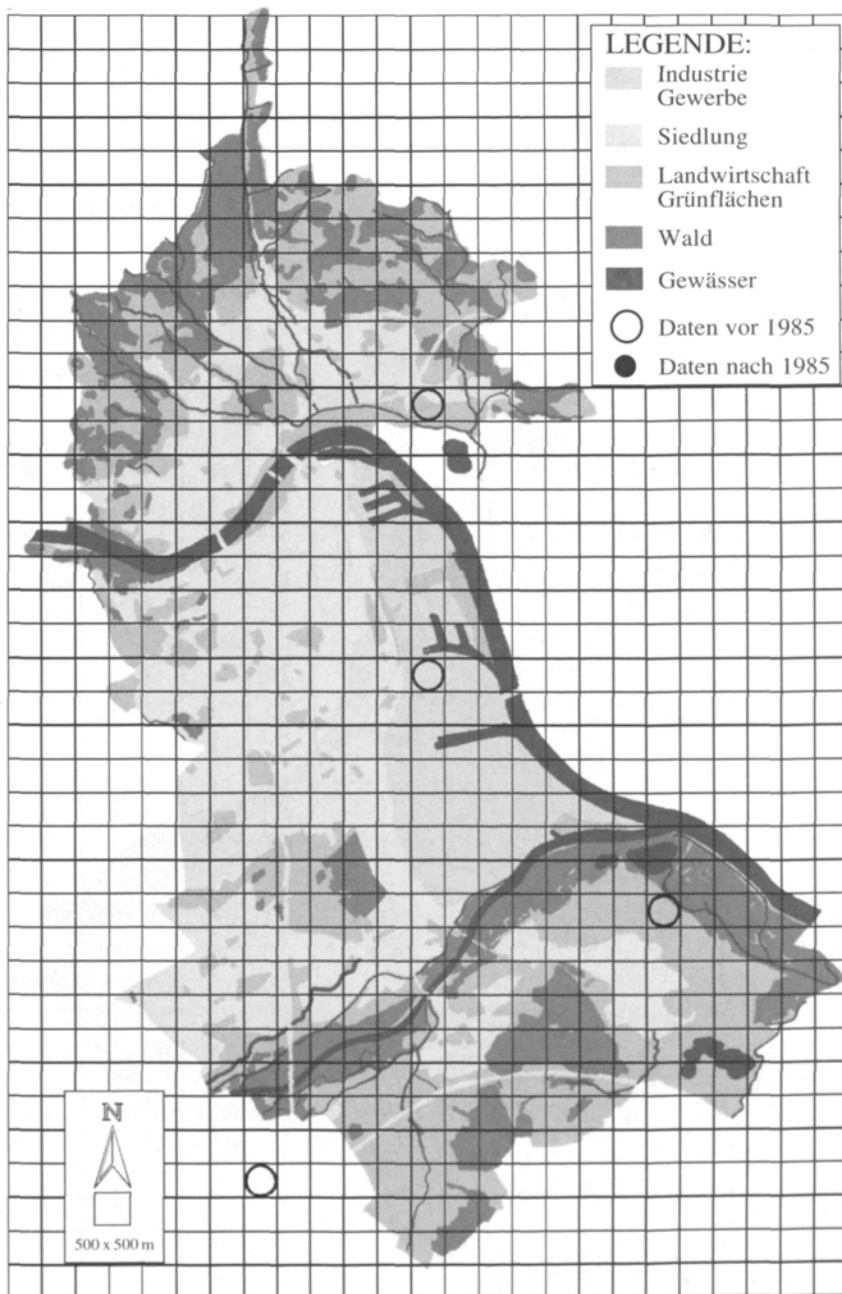 LEGENDE:
Industrie
Gewerbe
Siedlung
Landwirtschaft
Grünflächen
Wald
Gewässer
Daten vor 1985
Daten nach 1985
N
500 x 500 m